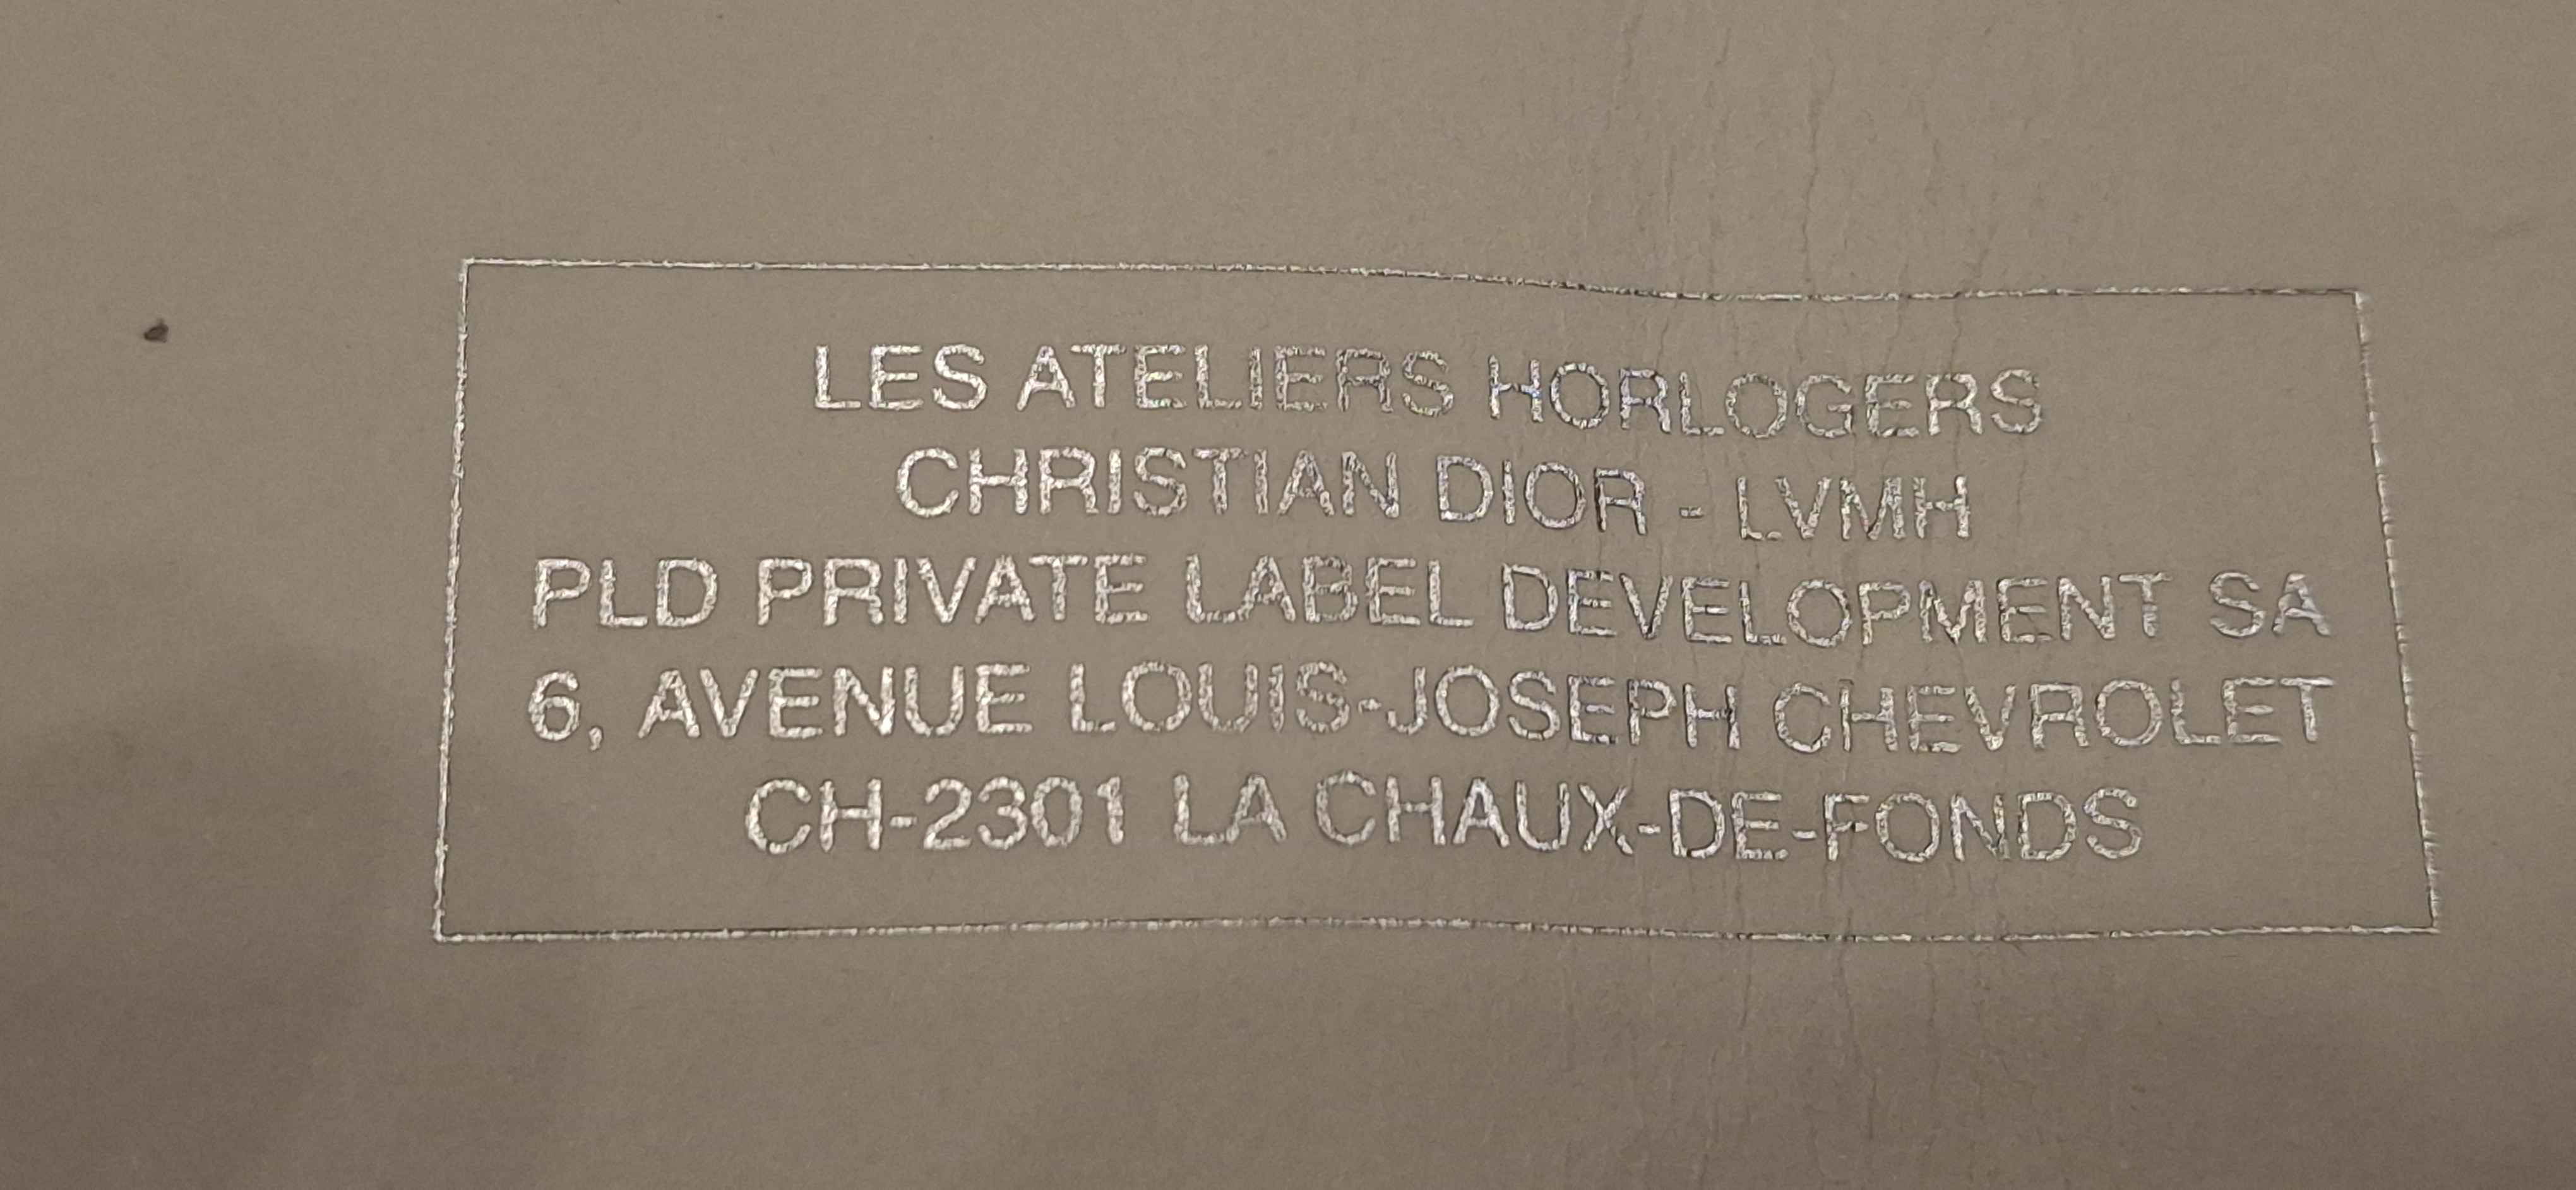 LES ATELIERS HORLOGERS
CHRISTIAN DIOR - LVMH
PLD PRIVATE LABEL DEVELOPMENT SA
6, AVENUE LOUIS-JOSEPH CHEVROLET
CH-2301 LA CHAUX-DE-FONDS